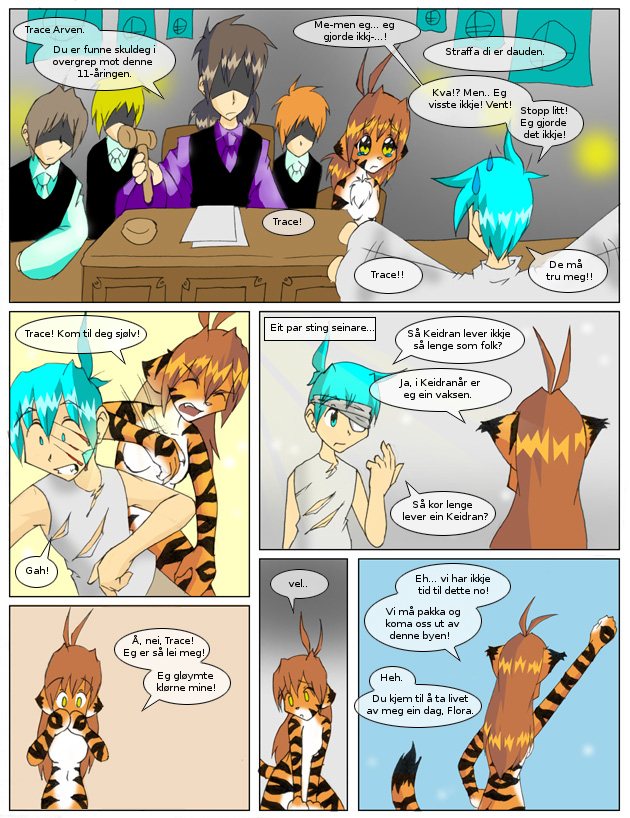 Trace Arven.
Du er funne skuldeg i
overgrep mot denne
11-åringen.
Me-men eg... eg
gjorde ikkj-...!
Straffa di er dauden.
Kva!? Men.. Eg
visste ikkje! Vent!
Stopp litt!
Eg gjorde
det ikkje!
Trace!
Trace!!
De må
tru meg!!
Trace! Kom til deg sjølv!
Gah!
Eit par sting seinare...
Så Keidran lever ikkje
så lenge som folk?
Ja, i Keidranår er
eg ein vaksen.
Så kor lenge
lever ein Keidran?
Å, nei, Trace!
Eg er så lei meg!
Eg gløymte
klørne mine!
vel..
Eh... vi har ikkje
tid til dette no!
Vi må pakka og
koma oss ut av
denne byen!
Heh.
Du kjem til å ta livet
av meg ein dag, Flora.